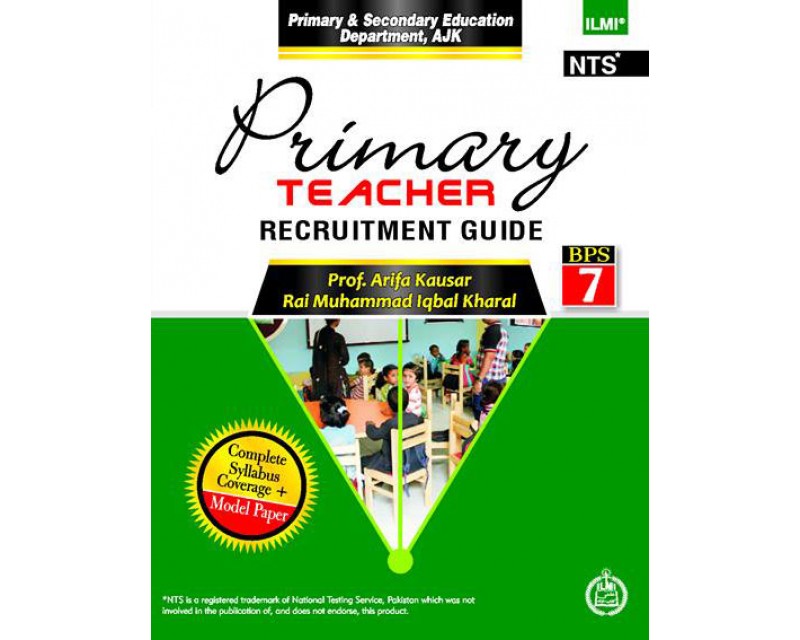 Primary & Secondary Education
Department, AJK
ILMI®
NTS*
Primary
TEACHER
RECRUITMENT GUIDE
BPS
7
Prof. Arifa Kausar
Rai Muhammad Iqbal Kharal
Complete
Syllabus
Coverage +
Model Paper
*NTS is a registered trademark of National Testing Service, Pakistan which was not
involved in the publication of, and does not endorse, this product.
ILMI